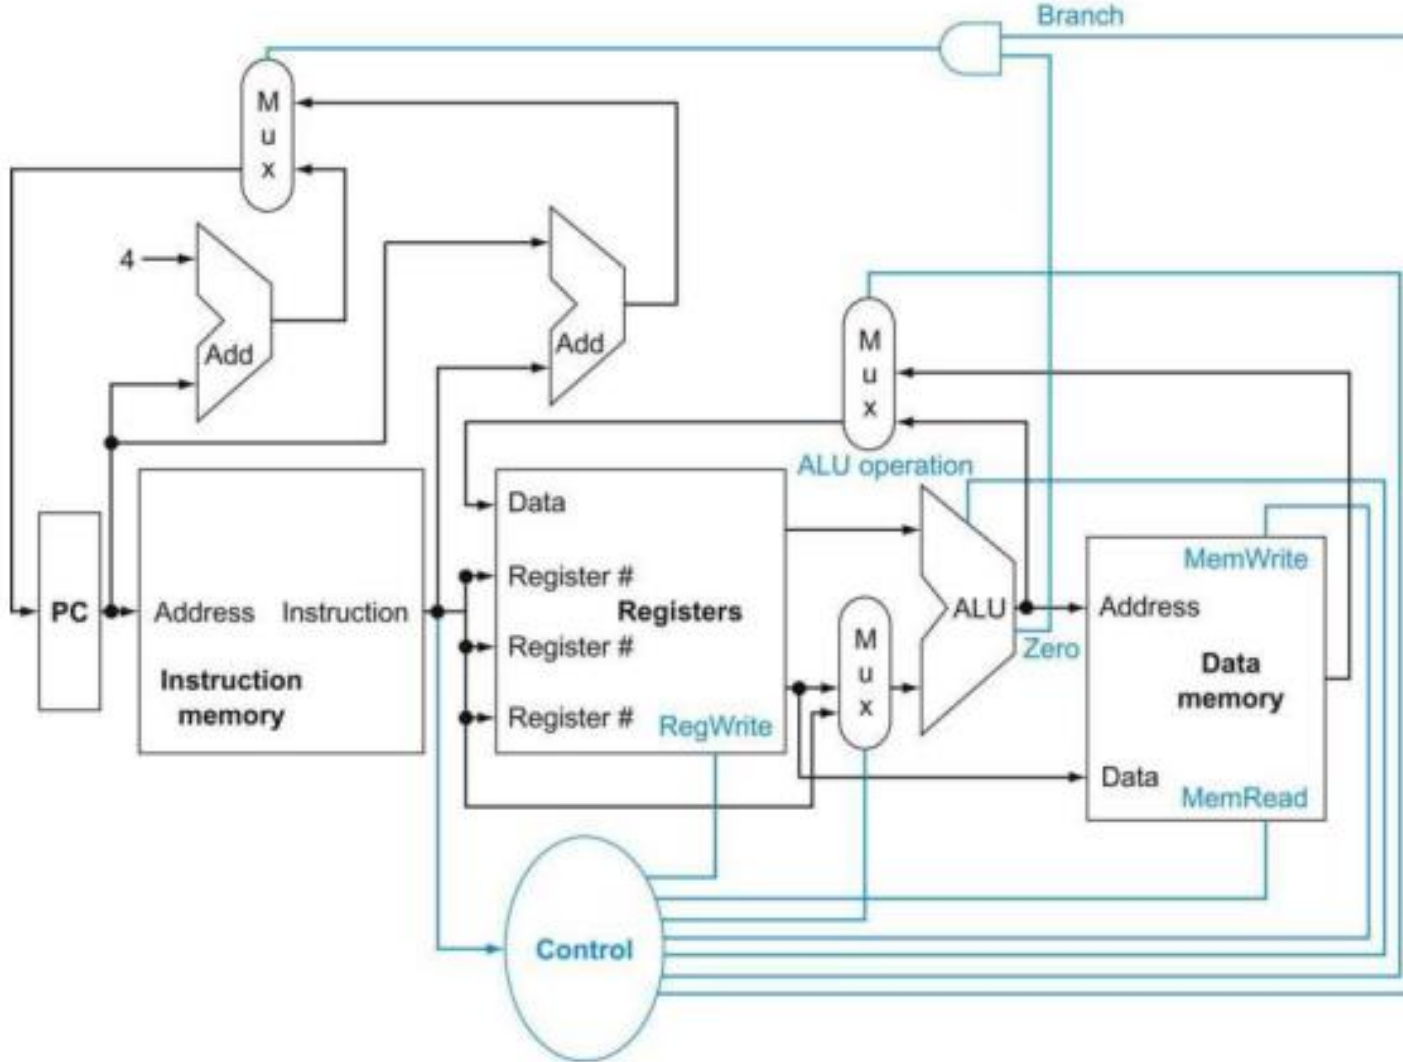 Branch
M
u
x
4
Add
Add
M
u
x
ALU operation
Data
Register #
Register #
Register #
Registers
RegWrite
PC
Address
Instruction
Instruction
memory
M
u
x
ALU
Zero
MemWrite
Address
Data
memory
Data
MemRead
Control